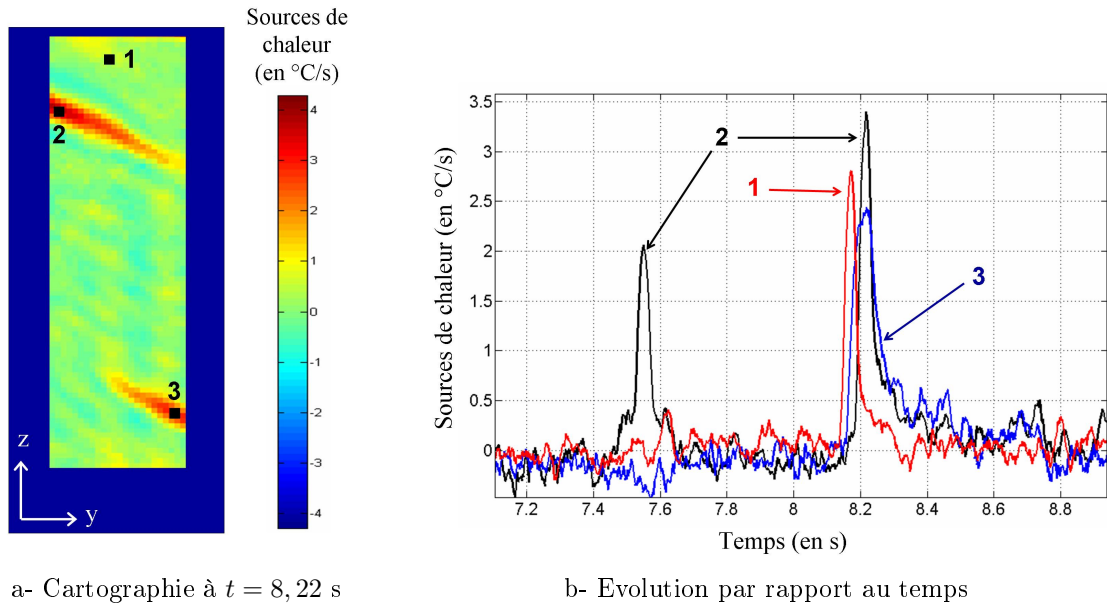 Sources de
chaleur
(en °C/s)
1
2
3
z
y
4
3
2
1
0
-1
-2
-3
-4
a- Cartographie à t = 8, 22 s
Sources de chaleur (en °C/s)
3.5
3
2.5
2
1.5
1
0.5
0
2
1
3
7.2 7.4 7.6 7.8 8 8.2 8.4 8.6 8.8
Temps (en s)
b- Evolution par rapport au temps